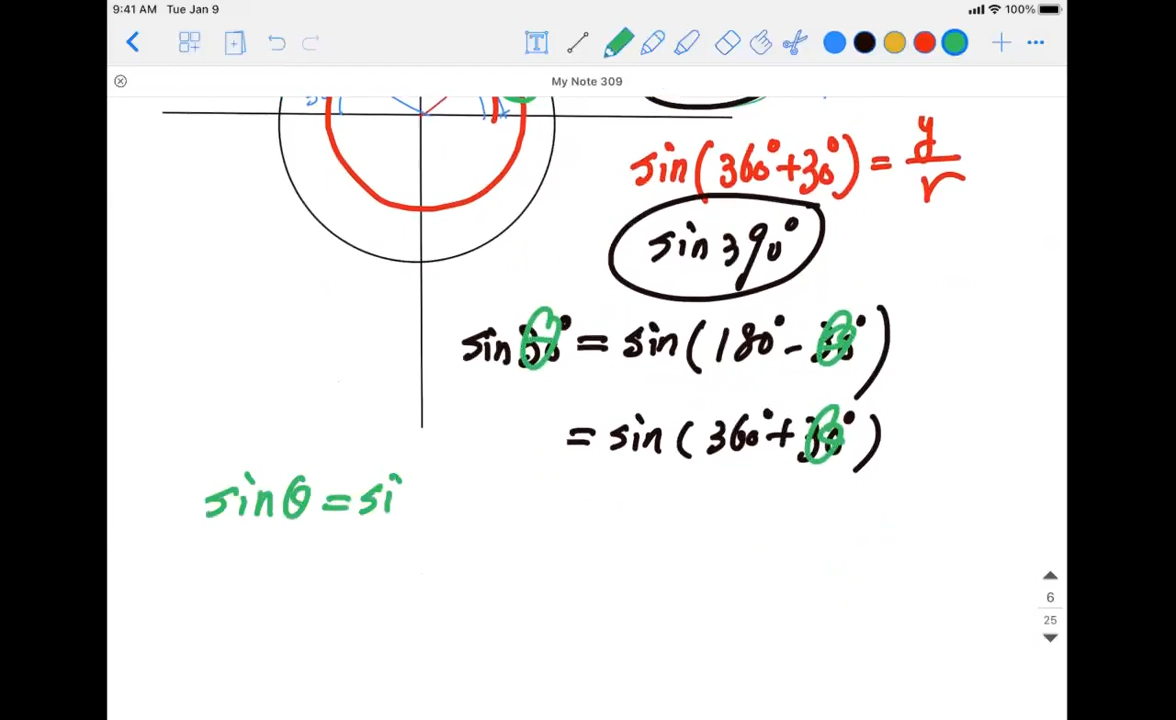 9:41 AM Tue Jan 9
100%
T
My Note 309
sin(360°+30°) = y/r
sin 390°
sin θ° = sin(180° - θ°)
= sin(360° + θ°)
sin θ = si
6
25